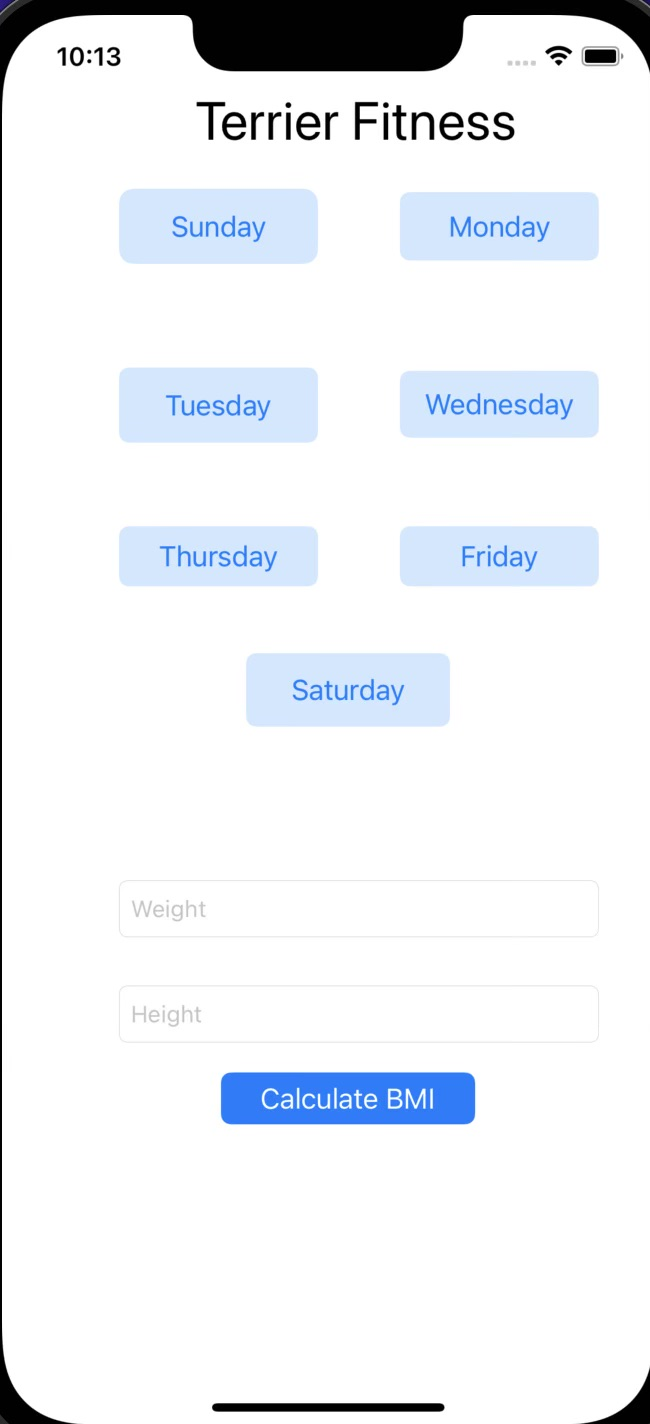 10:13
Terrier Fitness
Sunday Monday
Tuesday Wednesday
Thursday Friday
Saturday
Weight
Height
Calculate BMI